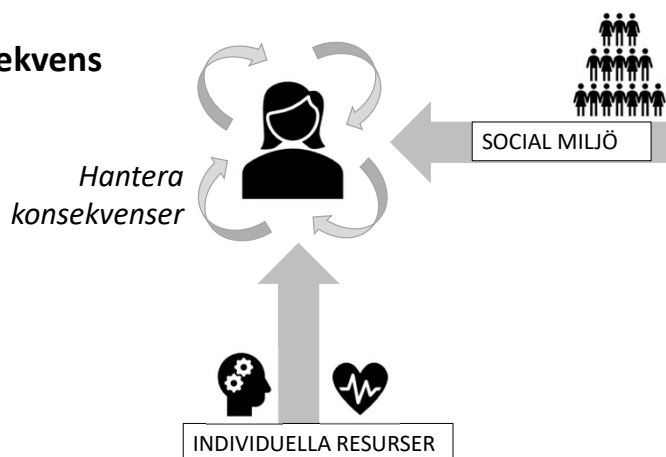 ekvens
SOCIAL MILJÖ
Hantera
konsekvenser
INDIVIDUELLA RESURSER